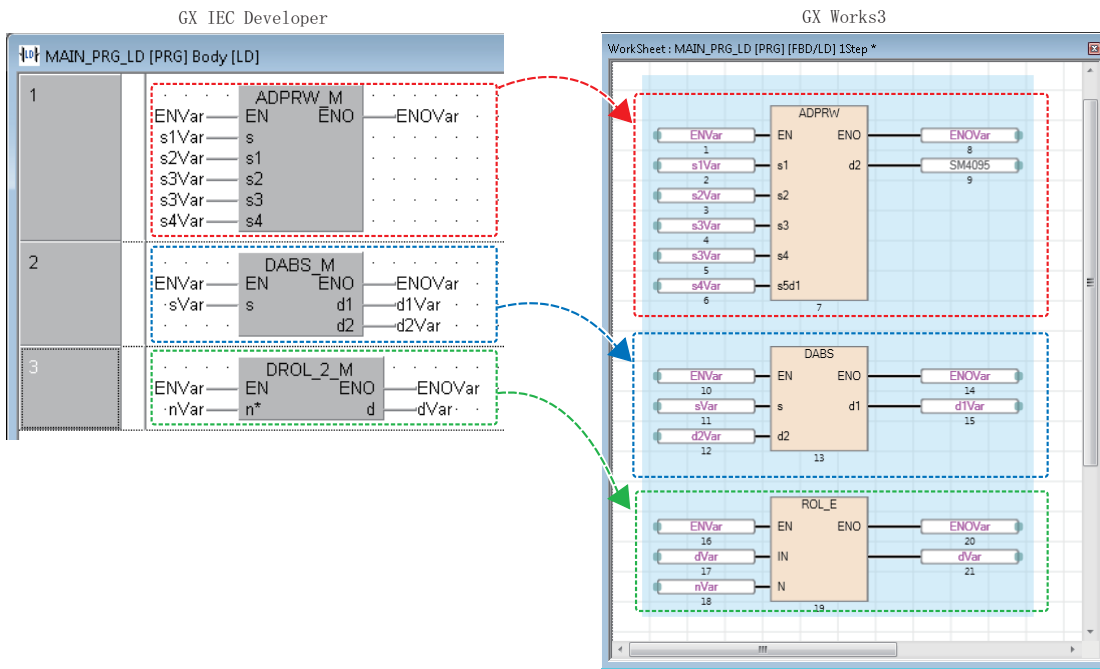 GX IEC Developer
GX Works3
MAIN_PRG_LD [PRG] Body [LD]
1
ADPRW_M
ENVar EN ENO ENOVar
s1Var s
s2Var s1
s3Var s2
s3Var s3
s4Var s4
2
DABS_M
ENVar EN ENO ENOVar
sVar s d1 d1Var
d2 d2Var
3
DROL_2_M
ENVar EN ENO ENOVar
nVar n* d dVar
WorkSheet : MAIN_PRG_LD [PRG] [FBD/LD] 1Step *
ADPRW
ENVar EN ENO ENOVar
1 8
s1Var s1 d2 SM4095
2 9
s2Var s2
3
s3Var s3
4
s3Var s4
5
s4Var s5d1
6 7
DABS
ENVar EN ENO ENOVar
10 14
sVar s d1 d1Var
11 15
d2Var d2
12 13
ROL_E
ENVar EN ENO ENOVar
16 20
dVar IN dVar
17 21
nVar N
18 19